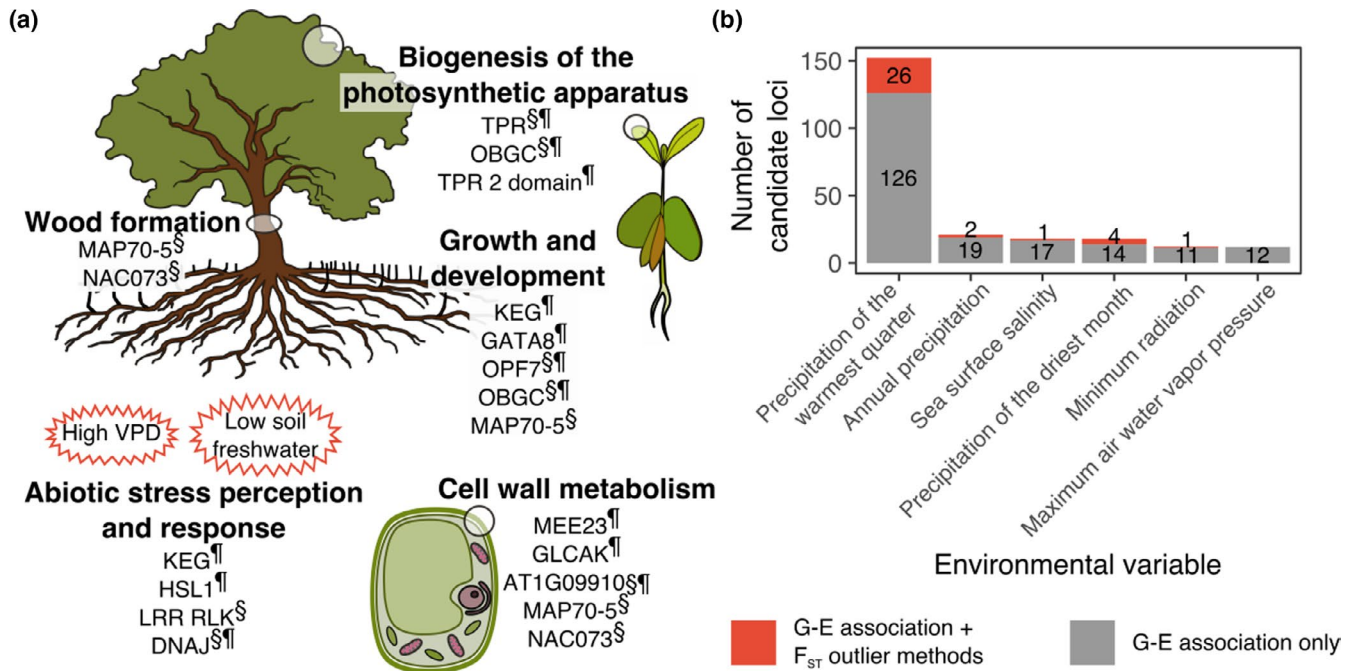 (a)
Biogenesis of the
photosynthetic apparatus
TPR§¶
OBGC§¶
TPR 2 domain¶
Wood formation
MAP70-5§
NAC073§
Growth and
development
KEG¶
GATA8¶
OPF7§¶
OBGC§¶
MAP70-5§
High VPD
Low soil
freshwater
Abiotic stress perception
and response
KEG¶
HSL1¶
LRR RLK§
DNAJ§¶
Cell wall metabolism
MEE23¶
GLCAK¶
AT1G09910§¶
MAP70-5§
NAC073§
(b)
Number of
candidate loci
150
100
50
0
26
126
2
19
1
17
4
14
1
11
12
Precipitation of the
warmest quarter
Annual precipitation
Sea surface salinity
Precipitation of the driest month
Minimum radiation
Maximum air water vapor pressure
Environmental variable
G-E association +
FST outlier methods
G-E association only